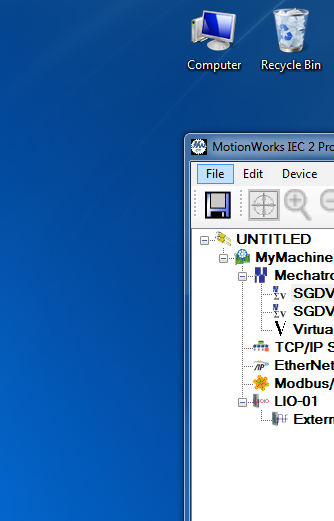 Computer
Recycle Bin
MotionWorks IEC 2 Pro
File Edit Device
UNTITLED
MyMachine
Mechatro
SGDV
SGDV
Virtua
TCP/IP S
EtherNet
Modbus/
LIO-01
Extern